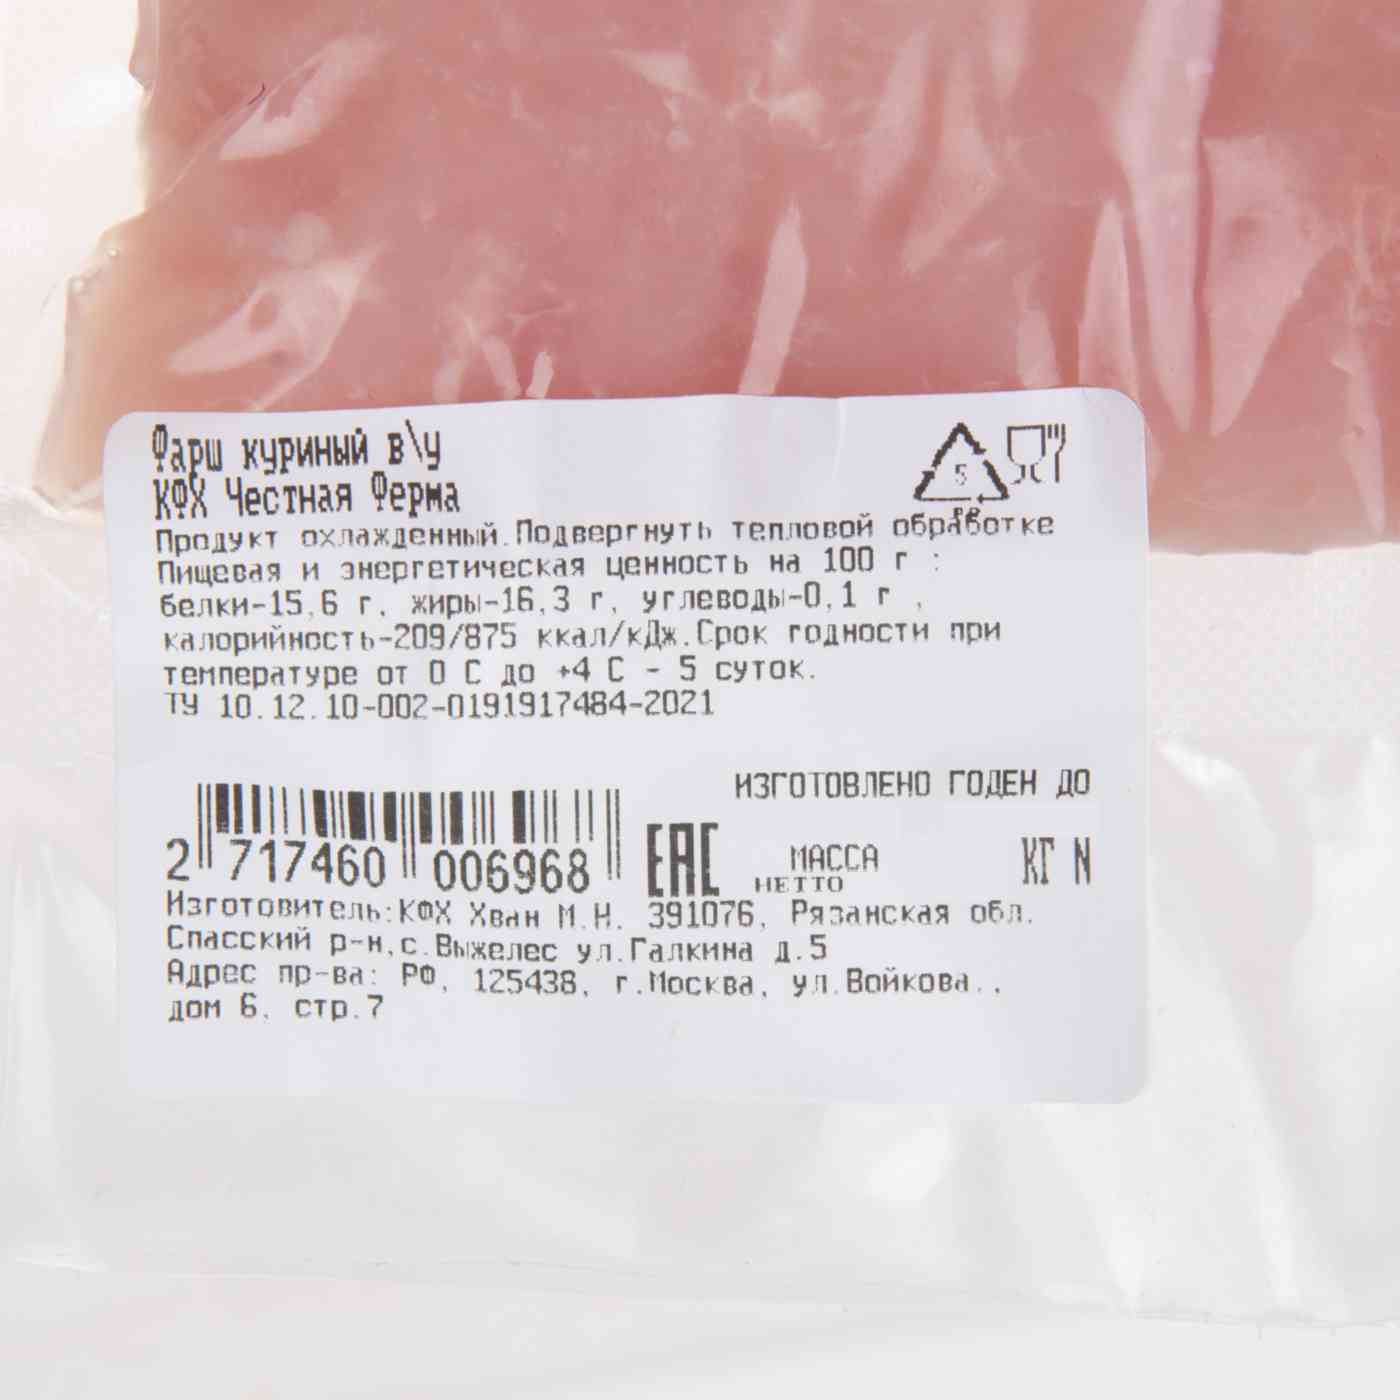 Фарш куриный в\у
КФХ Честная Ферма
5
PP
Продукт охлажденный.Подвергнуть тепловой обработке
Пищевая и энергетическая ценность на 100 г :
белки-15,6 г, жиры-16,3 г, углеводы-0,1 г ,
калорийность-209/875 ккал/кДж.Срок годности при
температуре от 0 С до +4 С - 5 суток.
ТУ 10.12.10-002-0191917484-2021
ИЗГОТОВЛЕНО ГОДЕН ДО
2 717460 006968
EAC
МАССА КГ N
НЕТТО
Изготовитель:КФХ Хван М.Н. 391076, Рязанская обл.
Спасский р-н,с.Выжелес ул.Галкина д.5
Адрес пр-ва: РФ, 125438, г.Москва, ул.Войкова.,
дом 6, стр.7